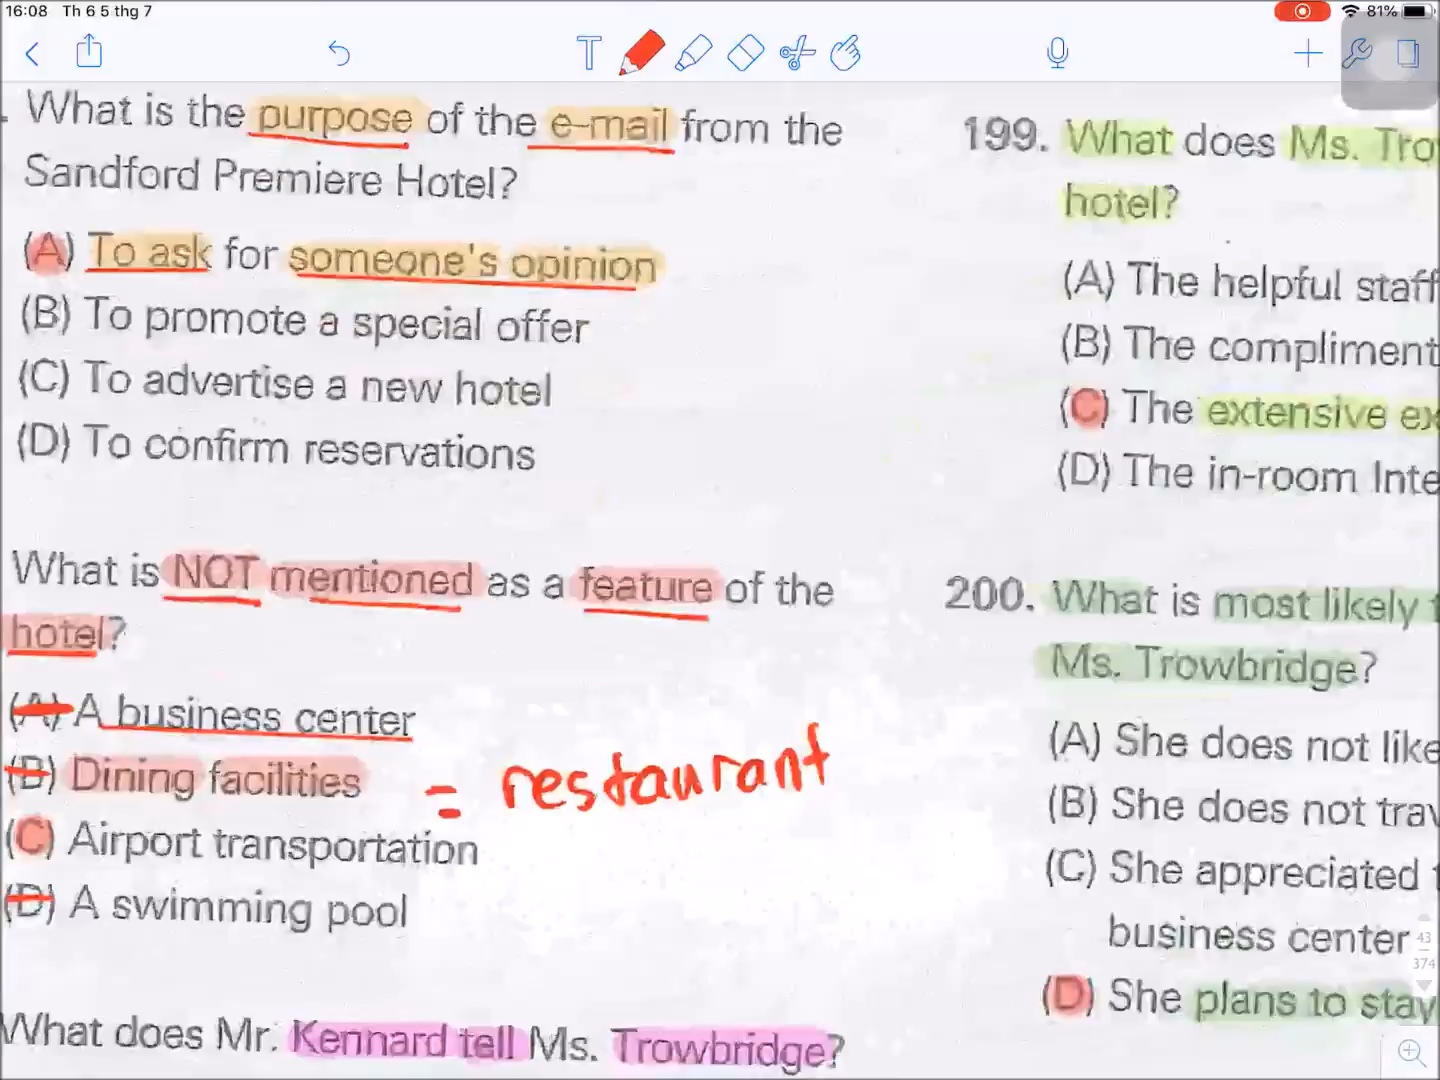 16:08 Th 6 5 thg 7
81%
What is the purpose of the e-mail from the
Sandford Premiere Hotel?
(A) To ask for someone's opinion
(B) To promote a special offer
(C) To advertise a new hotel
(D) To confirm reservations
What is NOT mentioned as a feature of the
hotel?
(A) A business center
(B) Dining facilities = restaurant
(C) Airport transportation
(D) A swimming pool
What does Mr. Kennard tell Ms. Trowbridge?
199. What does Ms. Tro
hotel?
(A) The helpful staff
(B) The compliment
(C) The extensive ex
(D) The in-room Inte
200. What is most likely t
Ms. Trowbridge?
(A) She does not like
(B) She does not trav
(C) She appreciated t
business center
(D) She plans to stay
43
374